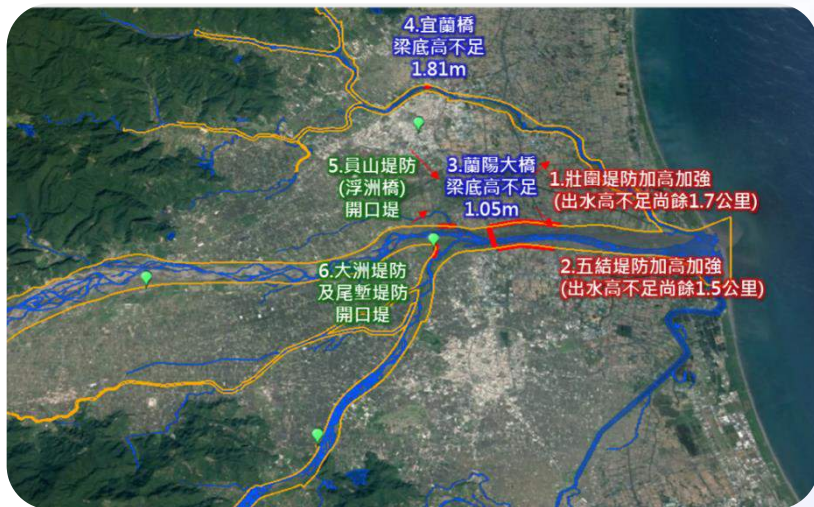 4.宜蘭橋
梁底高不足
1.81m
5.員山堤防
(浮洲橋)
開口堤
3.蘭陽大橋
梁底高不足
1.05m
1.壯圍堤防加高加強
(出水高不足尚餘1.7公里)
2.五結堤防加高加強
(出水高不足尚餘1.5公里)
6.大洲堤防
及尾塹堤防
開口堤